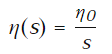 η(s) = η0 / s